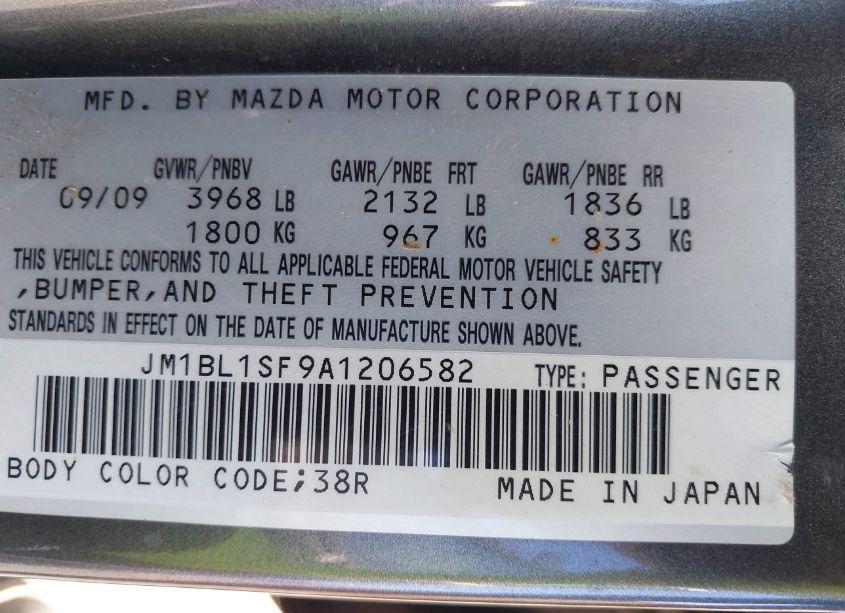 MFD. BY MAZDA MOTOR CORPORATION
DATE GVWR/PNBV GAWR/PNBE FRT GAWR/PNBE RR
09/09 3968 LB 2132 LB 1836 LB
1800 KG 967 KG 833 KG
THIS VEHICLE CONFORMS TO ALL APPLICABLE FEDERAL MOTOR VEHICLE SAFETY
,BUMPER,AND THEFT PREVENTION
STANDARDS IN EFFECT ON THE DATE OF MANUFACTURE SHOWN ABOVE.
JM1BL1SF9A1206582 TYPE: PASSENGER
BODY COLOR CODE;38R MADE IN JAPAN